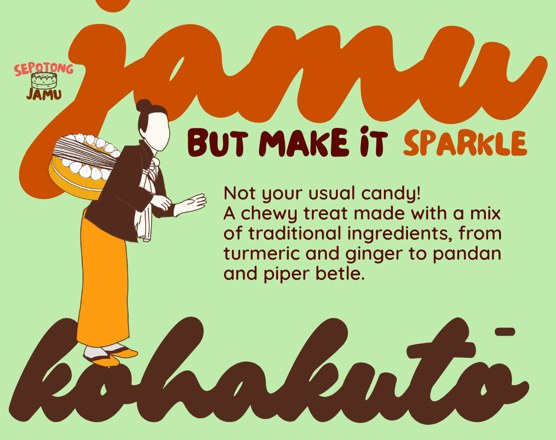 jamu
SEPOTONG
JAMU
BUT MAKE iT SPARKLE
Not your usual candy!
A chewy treat made with a mix
of traditional ingredients, from
turmeric and ginger to pandan
and piper betle.
kohakutō